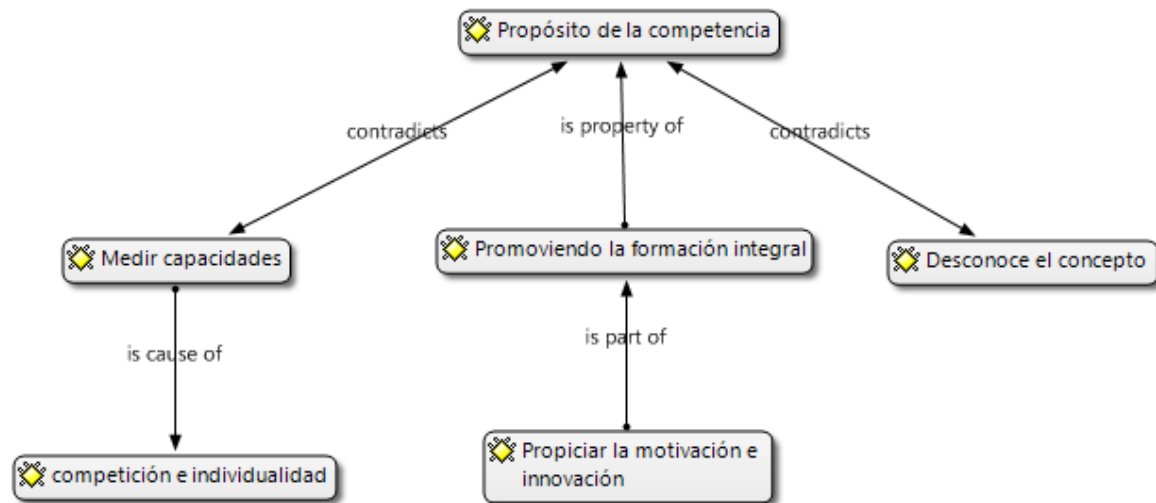 Propósito de la competencia
contradicts
is property of
contradicts
Medir capacidades
Promoviendo la formación integral
Desconoce el concepto
is cause of
is part of
competición e individualidad
Propiciar la motivación e
innovación